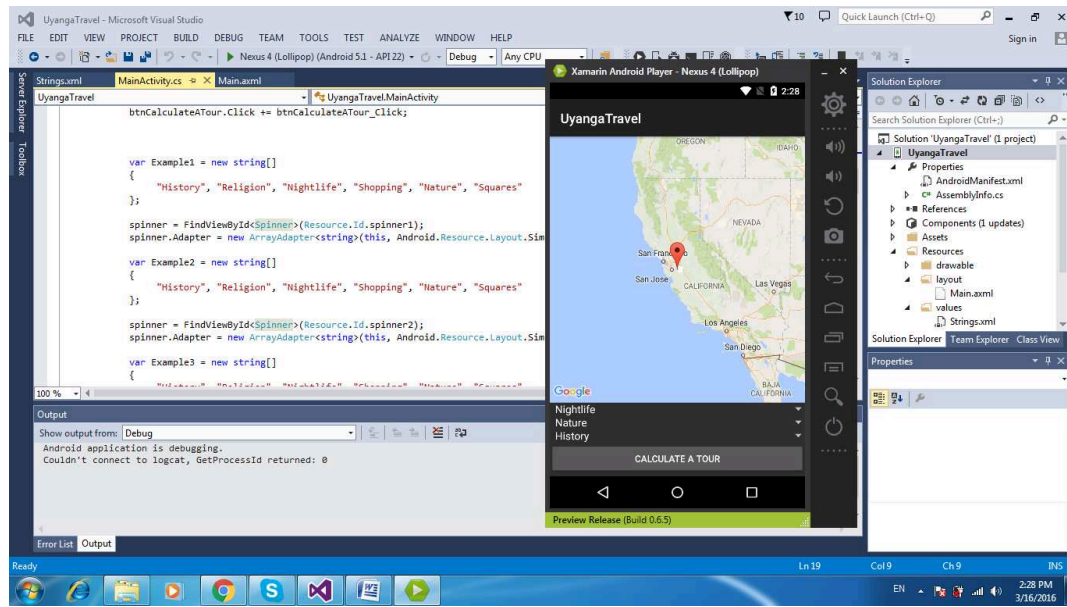 UyangaTravel - Microsoft Visual Studio
10
Quick Launch (Ctrl+Q)
FILE EDIT VIEW PROJECT BUILD DEBUG TEAM TOOLS TEST ANALYZE WINDOW HELP
Sign in
Nexus 4 (Lollipop) (Android 5.1 - API 22)
Debug
Any CPU
Server Explorer
Toolbox
Strings.xml
MainActivity.cs
Main.axml
UyangaTravel
UyangaTravel.MainActivity
btnCalculateATour.Click += btnCalculateATour_Click;
var Example1 = new string[]
{
"History", "Religion", "Nightlife", "Shopping", "Nature", "Squares"
};
spinner = FindViewById<Spinner>(Resource.Id.spinner1);
spinner.Adapter = new ArrayAdapter<string>(this, Android.Resource.Layout.Sim
var Example2 = new string[]
{
"History", "Religion", "Nightlife", "Shopping", "Nature", "Squares"
};
spinner = FindViewById<Spinner>(Resource.Id.spinner2);
spinner.Adapter = new ArrayAdapter<string>(this, Android.Resource.Layout.Sim
var Example3 = new string[]
{
100 %
Output
Show output from: Debug
Android application is debugging.
Couldn't connect to logcat, GetProcessId returned: 0
Error List Output
Xamarin Android Player - Nexus 4 (Lollipop)
2:28
UyangaTravel
OREGON
IDAHO
NEVADA
San Jose
CALIFORNIA
Las Vegas
Los Angeles
San Diego
BAJA
CALIFORNIA
Google
Nightlife
Nature
History
CALCULATE A TOUR
Preview Release (Build 0.6.5)
Solution Explorer
Search Solution Explorer (Ctrl+;)
Solution 'UyangaTravel' (1 project)
UyangaTravel
Properties
AndroidManifest.xml
AssemblyInfo.cs
References
Components (1 updates)
Assets
Resources
drawable
layout
Main.axml
values
Strings.xml
Solution Explorer Team Explorer Class View
Properties
Ready
Ln 19
Col 9
Ch 9
INS
EN
2:28 PM
3/16/2016